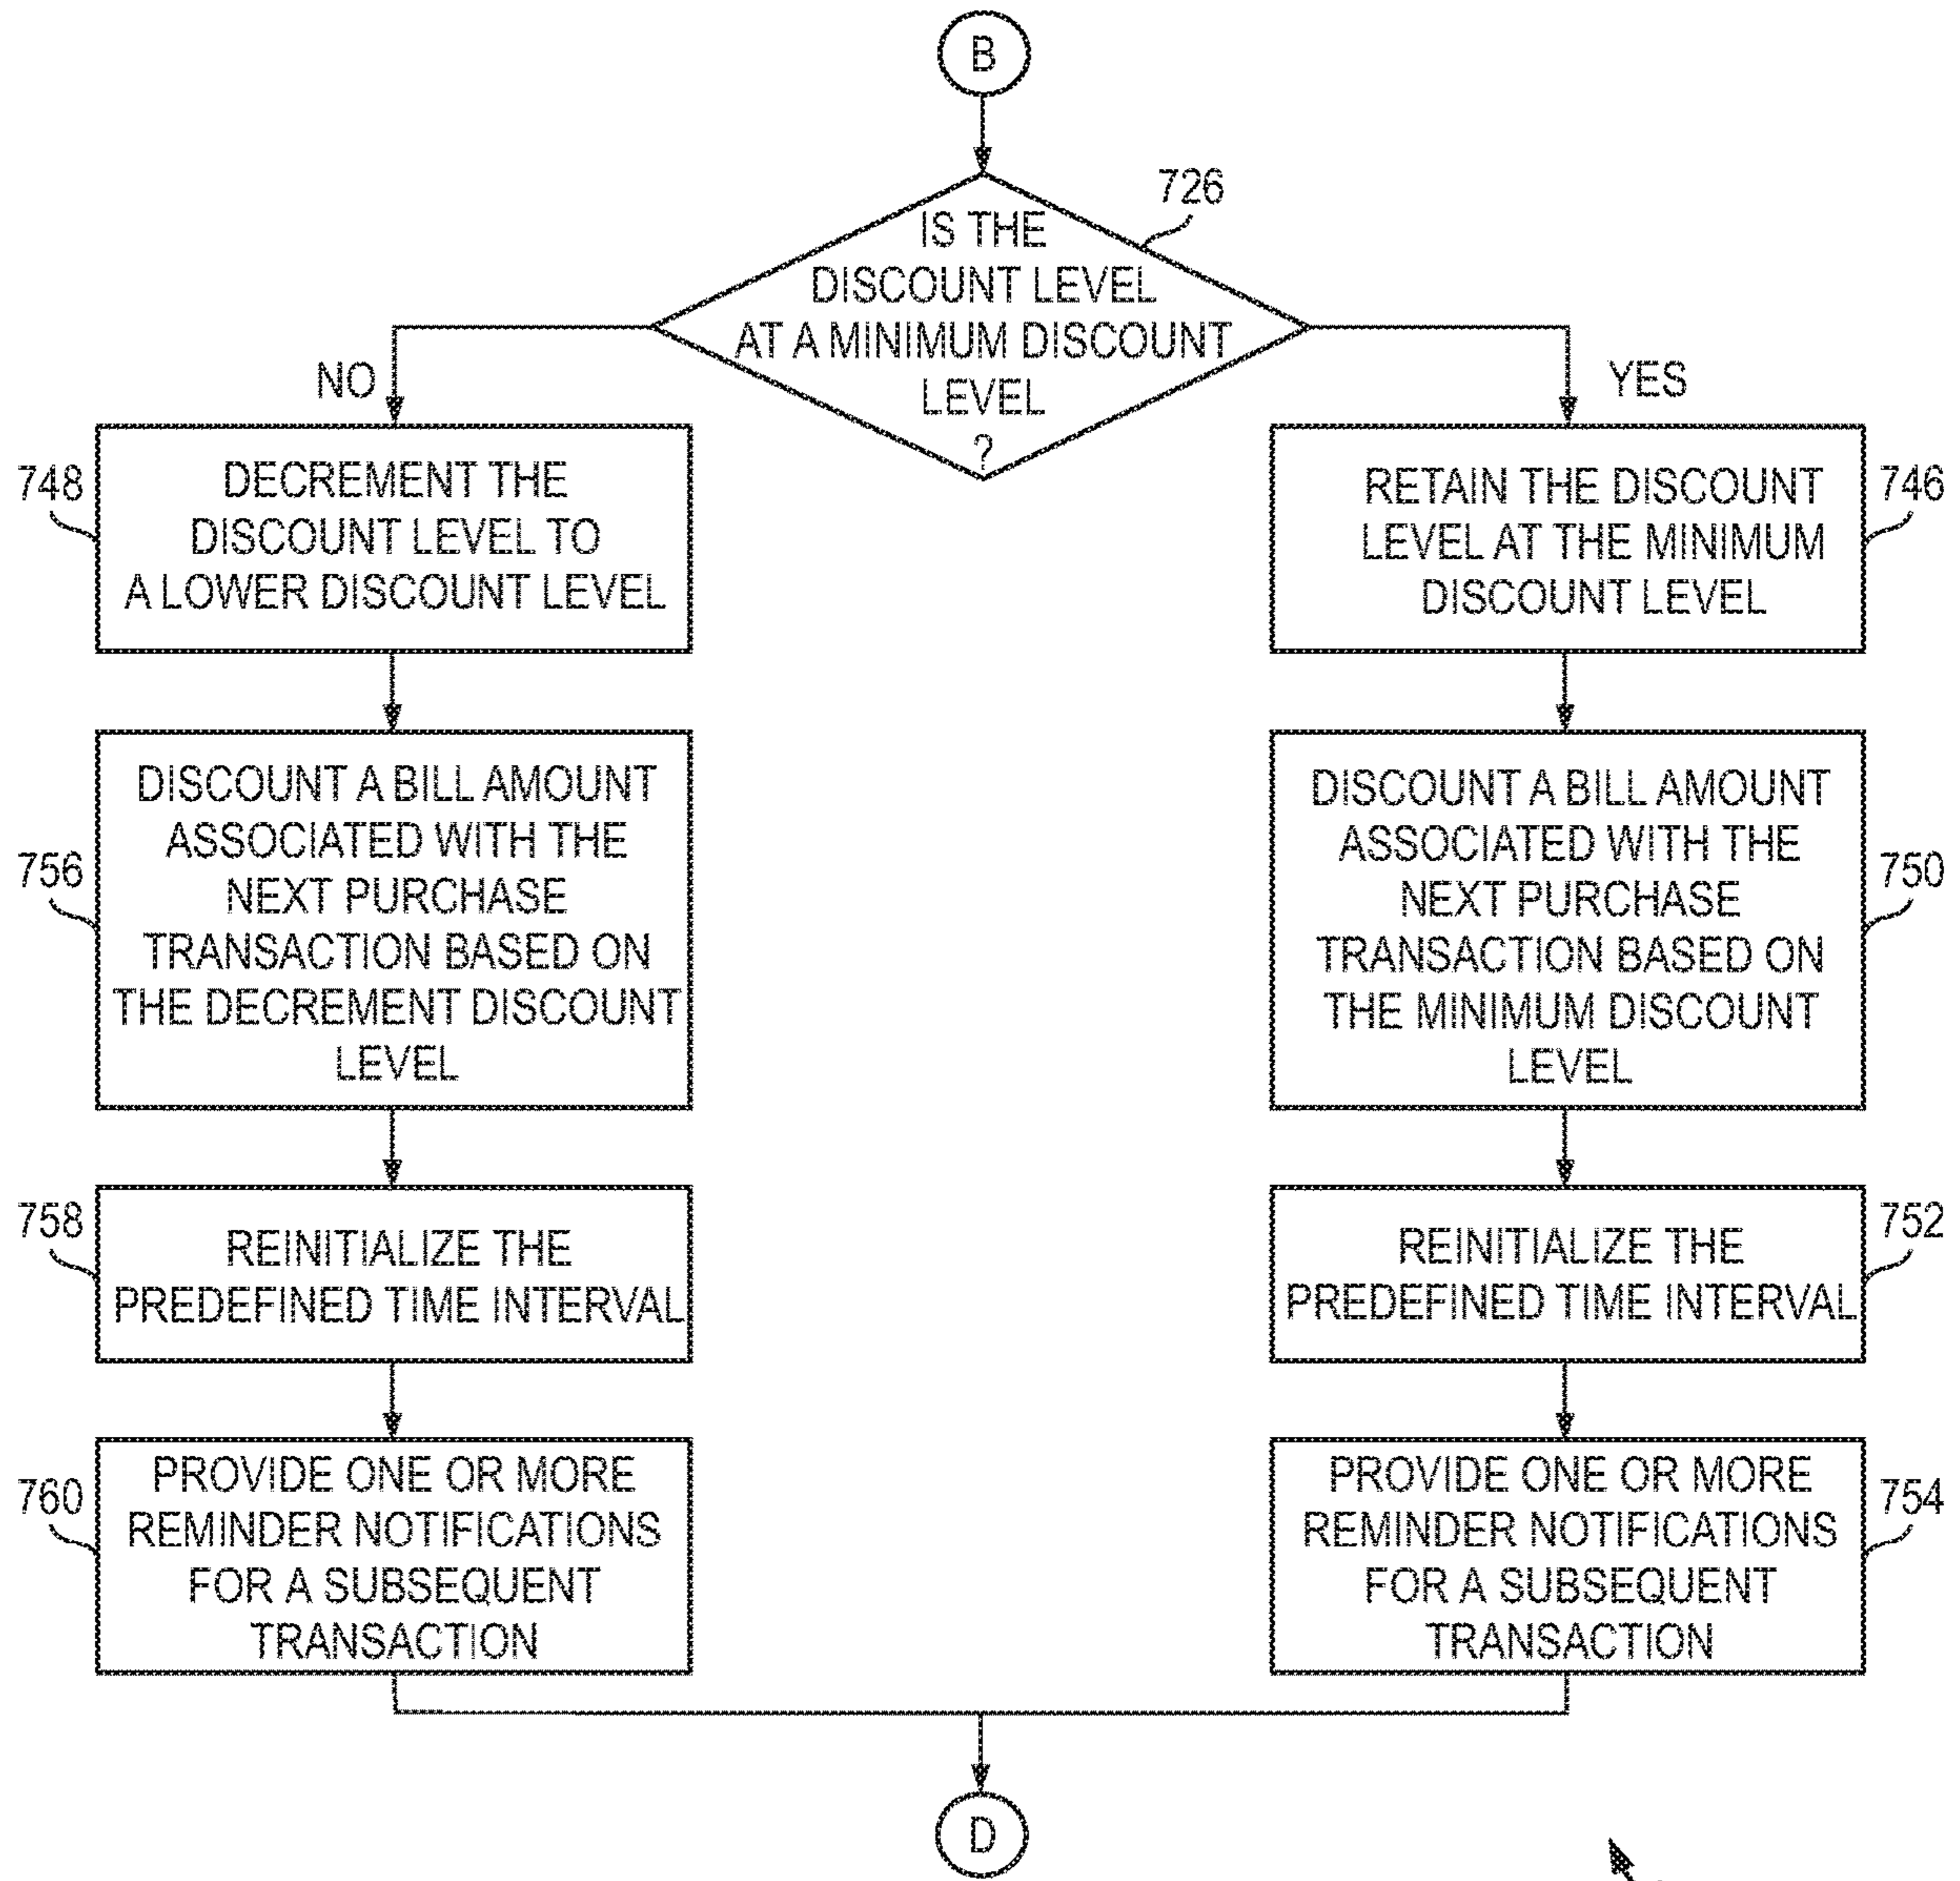 B
726
IS THE
DISCOUNT LEVEL
AT A MINIMUM DISCOUNT
LEVEL
?
NO
YES
748
DECREMENT THE
DISCOUNT LEVEL TO
A LOWER DISCOUNT LEVEL
RETAIN THE DISCOUNT
LEVEL AT THE MINIMUM
DISCOUNT LEVEL
746
756
DISCOUNT A BILL AMOUNT
ASSOCIATED WITH THE
NEXT PURCHASE
TRANSACTION BASED ON
THE DECREMENT DISCOUNT
LEVEL
DISCOUNT A BILL AMOUNT
ASSOCIATED WITH THE
NEXT PURCHASE
TRANSACTION BASED ON
THE MINIMUM DISCOUNT
LEVEL
750
758
REINITIALIZE THE
PREDEFINED TIME INTERVAL
REINITIALIZE THE
PREDEFINED TIME INTERVAL
752
760
PROVIDE ONE OR MORE
REMINDER NOTIFICATIONS
FOR A SUBSEQUENT
TRANSACTION
PROVIDE ONE OR MORE
REMINDER NOTIFICATIONS
FOR A SUBSEQUENT
TRANSACTION
754
D